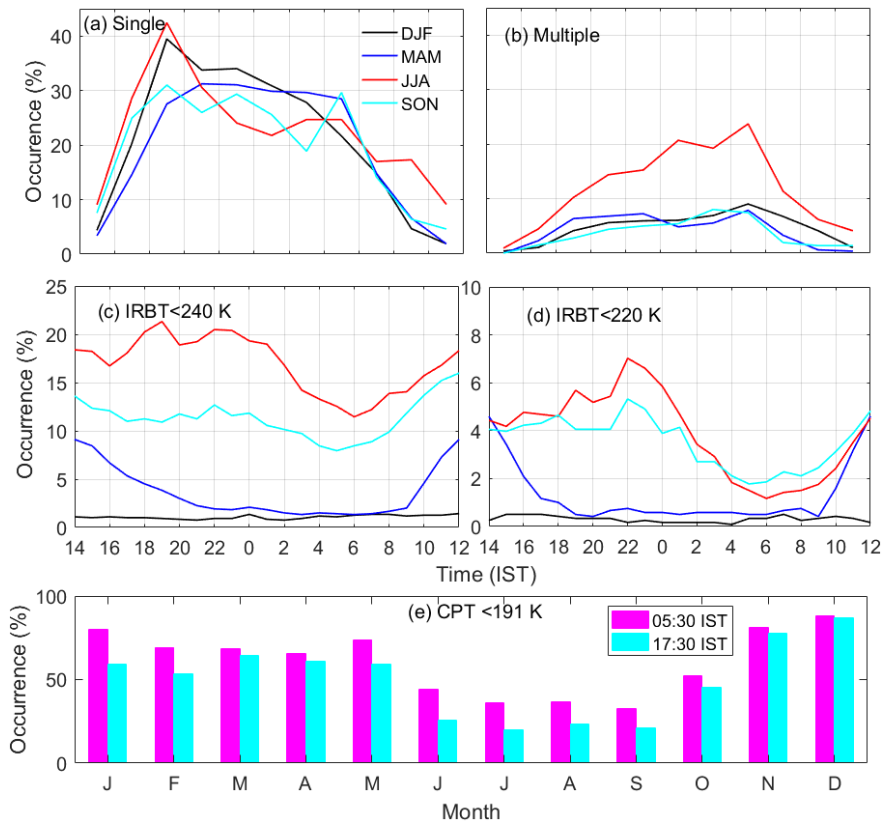 (a) Single
DJF
MAM
JJA
SON
(b) Multiple
40
30
20
10
0
Occurence (%)
(c) IRBT<240 K
25
20
15
10
5
0
Occurrence (%)
14 16 18 20 22 0 2 4 6 8 10 12
(d) IRBT<220 K
10
8
6
4
2
0
14 16 18 20 22 0 2 4 6 8 10 12
Time (IST)
(e) CPT <191 K
05:30 IST
17:30 IST
100
50
0
Occurrence (%)
J F M A M J J A S O N D
Month